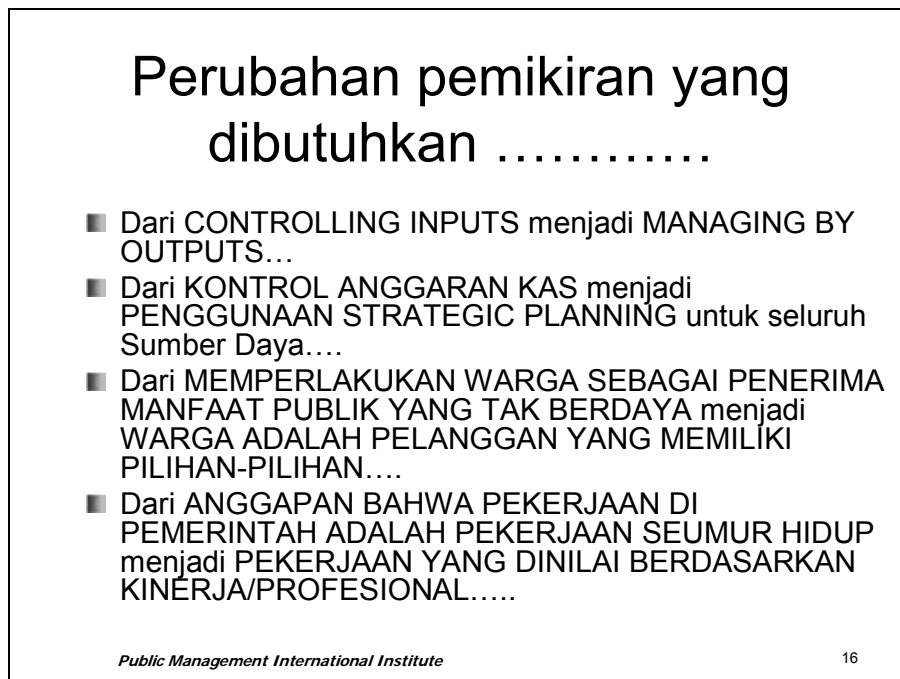 Perubahan pemikiran yang
dibutuhkan …………
Dari CONTROLLING INPUTS menjadi MANAGING BY
OUTPUTS…
Dari KONTROL ANGGARAN KAS menjadi
PENGGUNAAN STRATEGIC PLANNING untuk seluruh
Sumber Daya….
Dari MEMPERLAKUKAN WARGA SEBAGAI PENERIMA
MANFAAT PUBLIK YANG TAK BERDAYA menjadi
WARGA ADALAH PELANGGAN YANG MEMILIKI
PILIHAN-PILIHAN….
Dari ANGGAPAN BAHWA PEKERJAAN DI
PEMERINTAH ADALAH PEKERJAAN SEUMUR HIDUP
menjadi PEKERJAAN YANG DINILAI BERDASARKAN
KINERJA/PROFESIONAL…..
Public Management International Institute
16